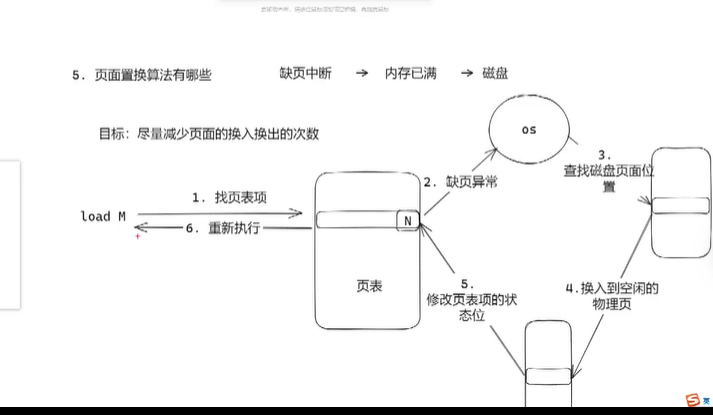 5. 页面置换算法有哪些
缺页中断 → 内存已满 → 磁盘
目标：尽量减少页面的换入换出的次数
os
3.
查找磁盘页面位
置
2. 缺页异常
1. 找页表项
load M
N
6. 重新执行
页表
5.
修改页表项的状
态位
4.换入到空闲的
物理页
英